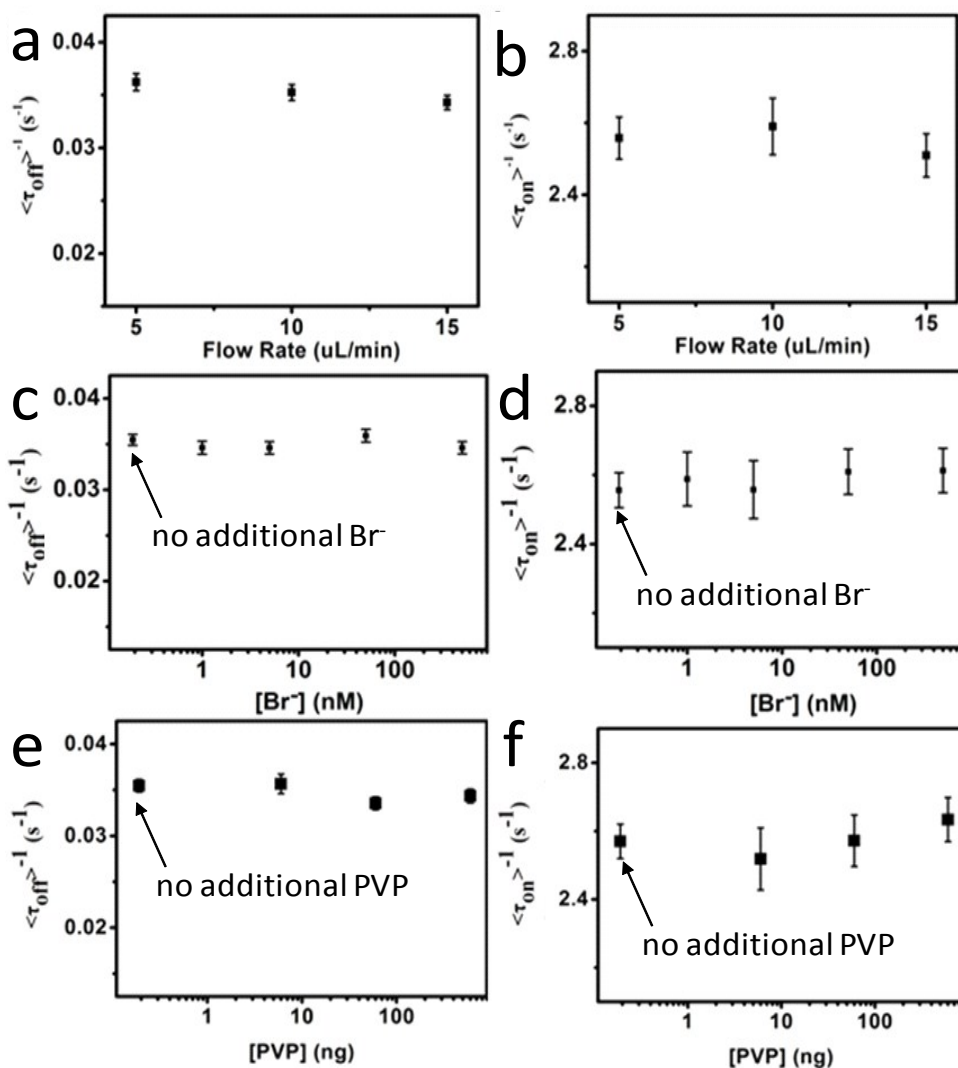 a
0.04
0.03
0.02
<τoff>-1 (s-1)
5
10
15
Flow Rate (uL/min)
b
2.8
2.4
<τon>-1 (s-1)
5
10
15
Flow Rate (uL/min)
c
0.04
0.03
0.02
<τoff>-1 (s-1)
no additional Br-
1
10
100
[Br-] (nM)
d
2.8
2.4
<τon>-1 (s-1)
no additional Br-
1
10
100
[Br-] (nM)
e
0.04
0.03
0.02
<τoff>-1 (s-1)
no additional PVP
1
10
100
[PVP] (ng)
f
2.8
2.4
<τon>-1 (s-1)
no additional PVP
1
10
100
[PVP] (ng)